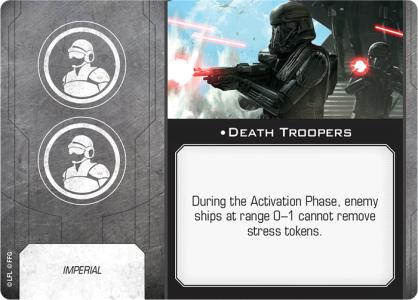 •DEATH TROOPERS
During the Activation Phase, enemy
ships at range 0–1 cannot remove
stress tokens.
IMPERIAL
©LFL ©FFG